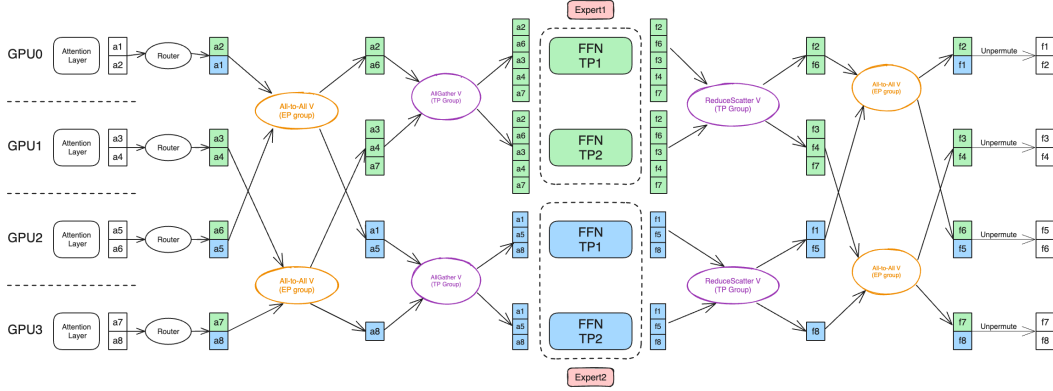 Expert1
GPU0
Attention
Layer
a1
a2
Router
a2
a1
All-to-All V
(EP group)
a2
a6
AllGather V
(TP Group)
a2
a6
a3
a4
a7
FFN
TP1
f2
f6
f3
f4
f7
ReduceScatter V
(TP Group)
f2
f6
All-to-All V
(EP group)
f2
f1
Unpermute
f1
f2
GPU1
Attention
Layer
a3
a4
Router
a3
a4
a3
a4
a7
a2
a6
a3
a4
a7
FFN
TP2
f2
f6
f3
f4
f7
f3
f4
f7
f3
f4
Unpermute
f3
f4
GPU2
Attention
Layer
a5
a6
Router
a6
a5
All-to-All V
(EP group)
a1
a5
AllGather V
(TP Group)
a1
a5
a8
FFN
TP1
f1
f5
f8
ReduceScatter V
(TP Group)
f1
f5
All-to-All V
(EP group)
f6
f5
Unpermute
f5
f6
GPU3
Attention
Layer
a7
a8
Router
a7
a8
a8
a1
a5
a8
FFN
TP2
f1
f5
f8
f8
f7
f8
Unpermute
f7
f8
Expert2